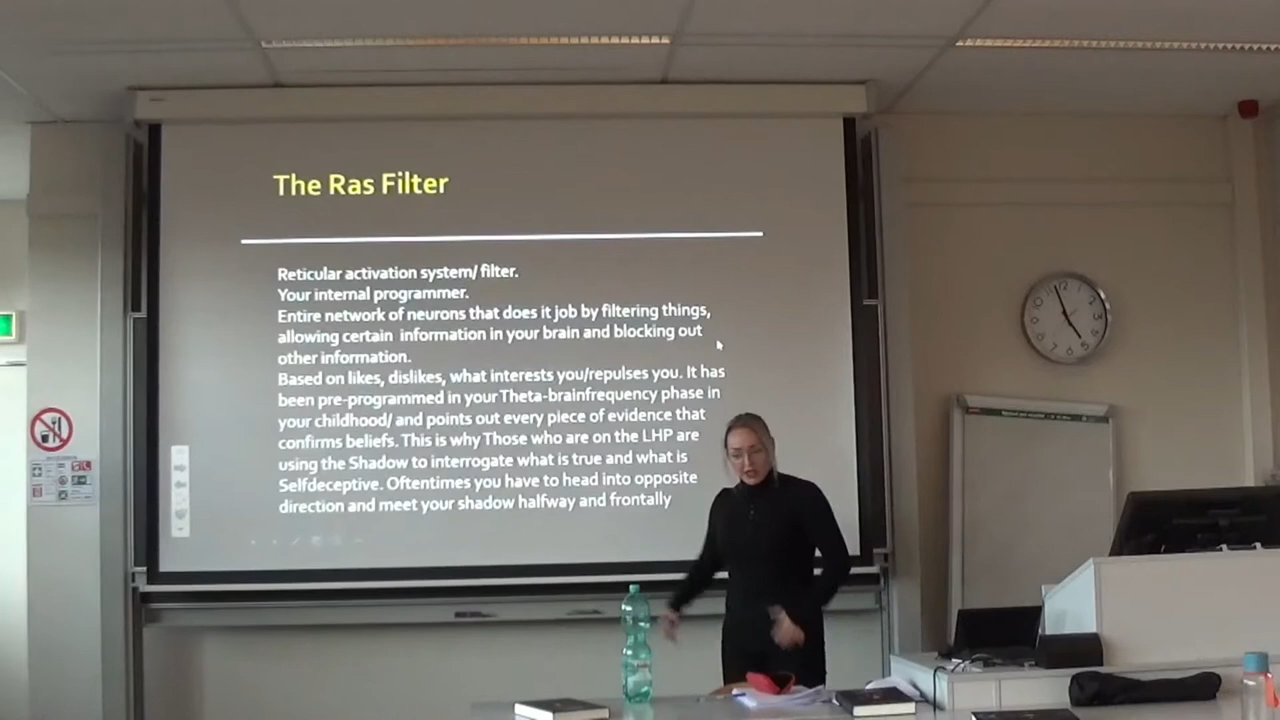 The Ras Filter
Reticular activation system/ filter.
Your internal programmer.
Entire network of neurons that does it job by filtering things,
allowing certain information in your brain and blocking out
other information.
Based on likes, dislikes, what interests you/repulses you. It has
been pre-programmed in your Theta-brainfrequency phase in
your childhood/ and points out every piece of evidence that
confirms beliefs. This is why Those who are on the LHP are
using the Shadow to interrogate what is true and what is
Selfdeceptive. Oftentimes you have to head into opposite
direction and meet your shadow halfway and frontally